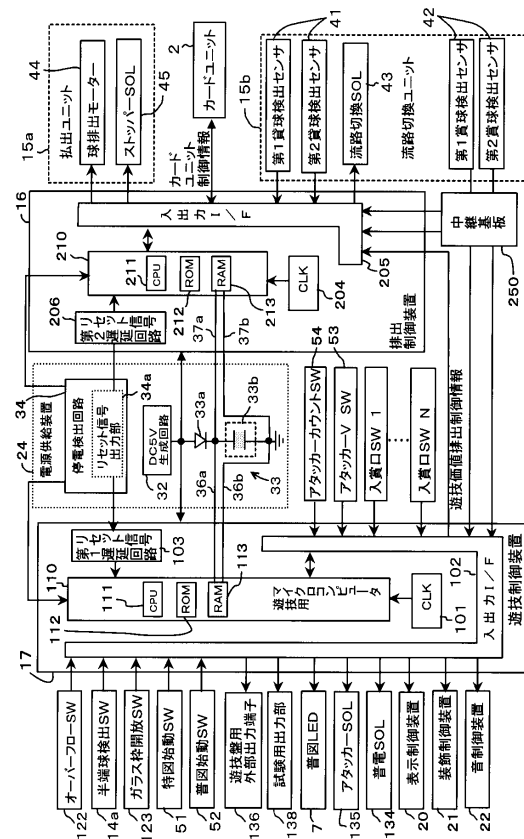 オーバーフローSW
122
半端球検出SW
14a
ガラス枠開放SW
123
特図始動SW
51
普図始動SW
52
遊技盤用
外部出力端子
136
試験用出力部
138
普図LED
7
アタッカーSOL
135
普電SOL
134
表示制御装置
20
装飾制御装置
21
音制御装置
22
17
遊技制御装置
入出力I/F
102
110
111
CPU
112
ROM
RAM
113
遊技用
マイクロコンピュータ
CLK
101
第1遅延回路
リセット信号
103
24
電源供給装置
34
停電検出回路
34a
リセット信号
出力部
32
DC5V
生成回路
33a
33b
33
36a
36b
37a
37b
アタッカーカウントSW
54
アタッカーV SW
53
入賞口SW 1
入賞口SW N
遊技価値排出制御情報
16
排出
制御装置
206
リセット信号
第2遅延回路
210
211
CPU
212
ROM
RAM
213
CLK
204
入出力I/F
205
15a
払出ユニット
球排出モーター
44
ストッパーSOL
45
カードユニット
2
カード
ユニット
制御情報
15b
第1貸球検出センサ
第2貸球検出センサ
41
流路切換SOL
43
流路切換ユニット
第1賞球検出センサ
第2賞球検出センサ
42
中継
基板
250